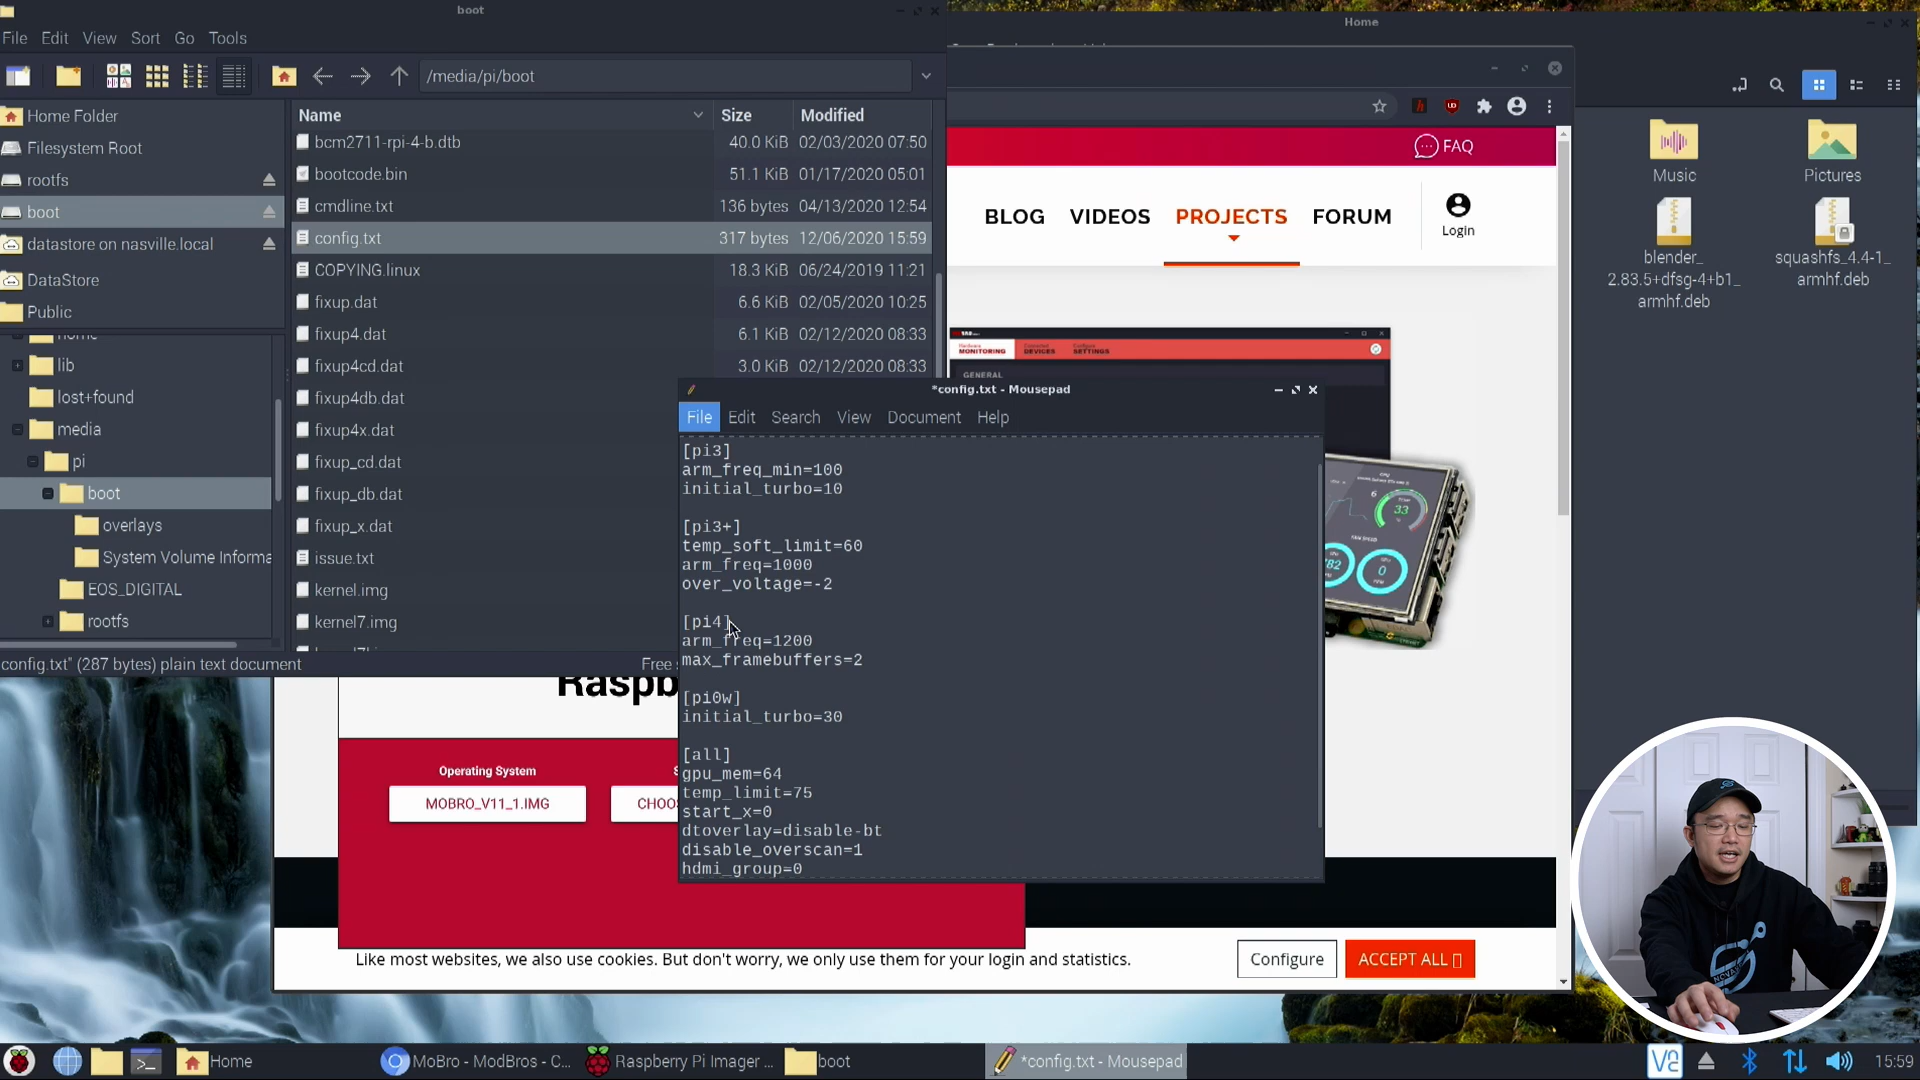 boot
File Edit View Sort Go Tools
/media/pi/boot
Home Folder
Filesystem Root
rootfs
boot
datastore on nasville.local
DataStore
Public
home
lib
lost+found
media
pi
boot
overlays
System Volume Informa
EOS_DIGITAL
rootfs
Name Size Modified
bcm2711-rpi-4-b.dtb 40.0 KiB 02/03/2020 07:50
bootcode.bin 51.1 KiB 01/17/2020 05:01
cmdline.txt 136 bytes 04/13/2020 12:54
config.txt 317 bytes 12/06/2020 15:59
COPYING.linux 18.3 KiB 06/24/2019 11:21
fixup.dat 6.6 KiB 02/05/2020 10:25
fixup4.dat 6.1 KiB 02/12/2020 08:33
fixup4cd.dat 3.0 KiB 02/12/2020 08:33
fixup4db.dat
fixup4x.dat
fixup_cd.dat
fixup_db.dat
fixup_x.dat
issue.txt
kernel.img
kernel7.img
config.txt" (287 bytes) plain text document
Free s
*config.txt - Mousepad
File Edit Search View Document Help
[pi3]
arm_freq_min=100
initial_turbo=10
[pi3+]
temp_soft_limit=60
arm_freq=1000
over_voltage=-2
[pi4]
arm_freq=1200
max_framebuffers=2
[pi0w]
initial_turbo=30
[all]
gpu_mem=64
temp_limit=75
start_x=0
dtoverlay=disable-bt
disable_overscan=1
hdmi_group=0
Home
FAQ
BLOG VIDEOS PROJECTS FORUM
Login
MONITORING DEVICES SETTINGS
GENERAL
33
782
0
Music
Pictures
blender_
2.83.5+dfsg-4+b1_
armhf.deb
squashfs_4.4-1_
armhf.deb
Raspb
Operating System
MOBRO_V11_1.IMG
CHOO
Like most websites, we also use cookies. But don't worry, we only use them for your login and statistics.
Configure
ACCEPT ALL
Home
MoBro - ModBros - C...
Raspberry Pi Imager ...
boot
*config.txt - Mousepad
15:59